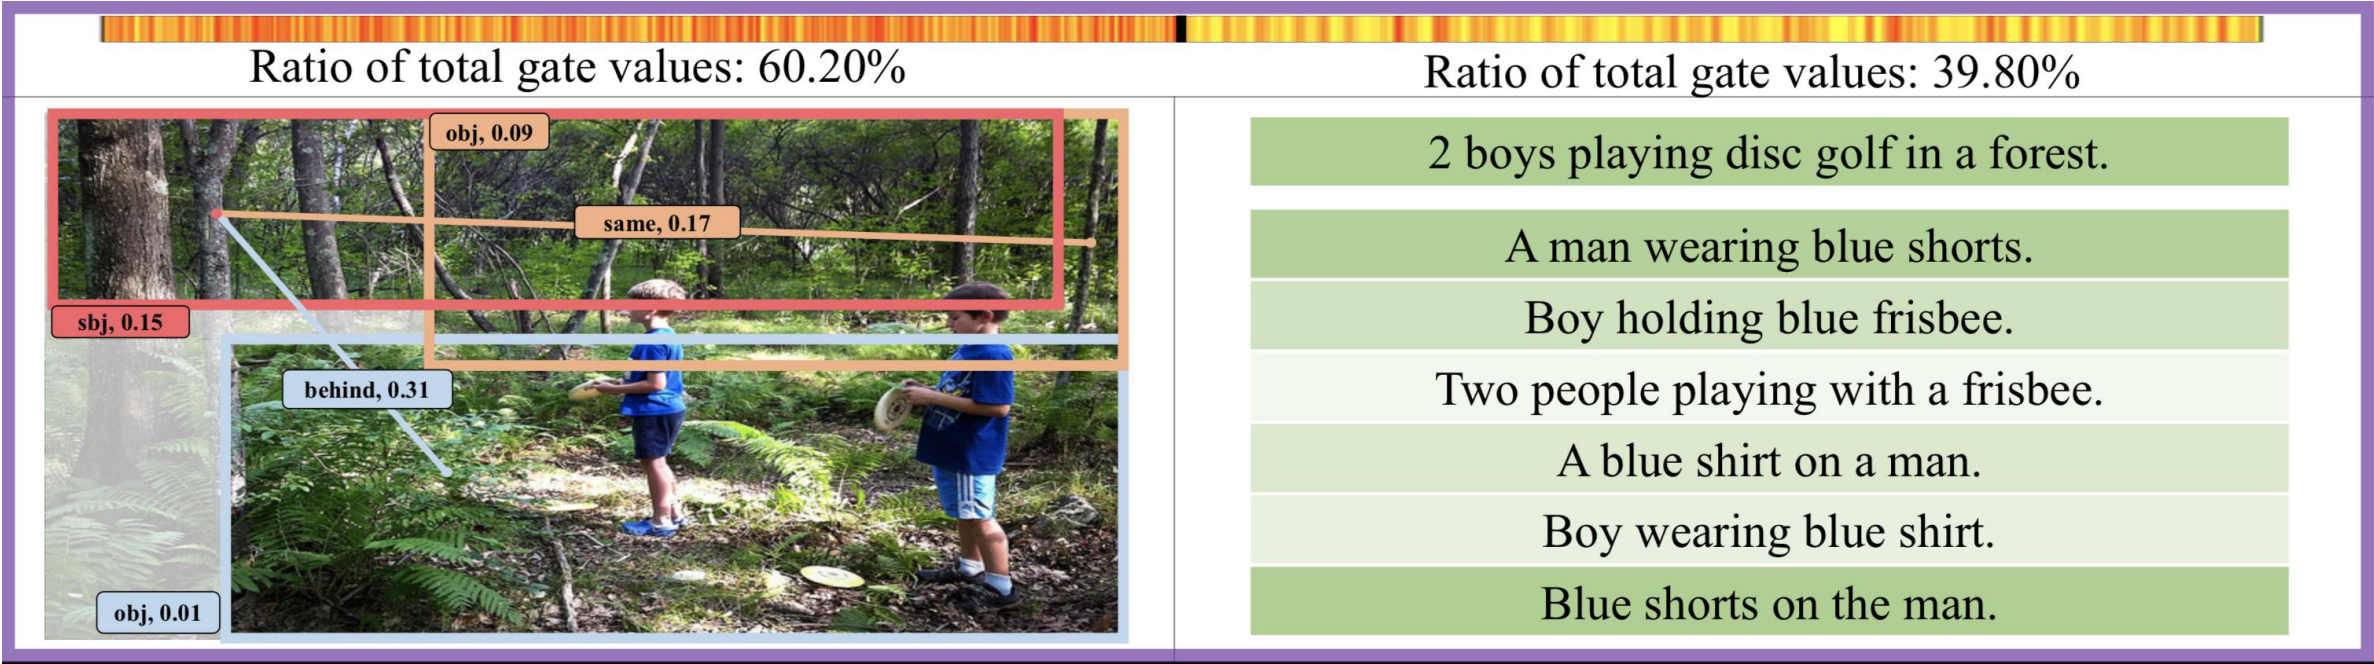 Ratio of total gate values: 60.20%
Ratio of total gate values: 39.80%
obj, 0.09
same, 0.17
sbj, 0.15
behind, 0.31
obj, 0.01
2 boys playing disc golf in a forest.
A man wearing blue shorts.
Boy holding blue frisbee.
Two people playing with a frisbee.
A blue shirt on a man.
Boy wearing blue shirt.
Blue shorts on the man.